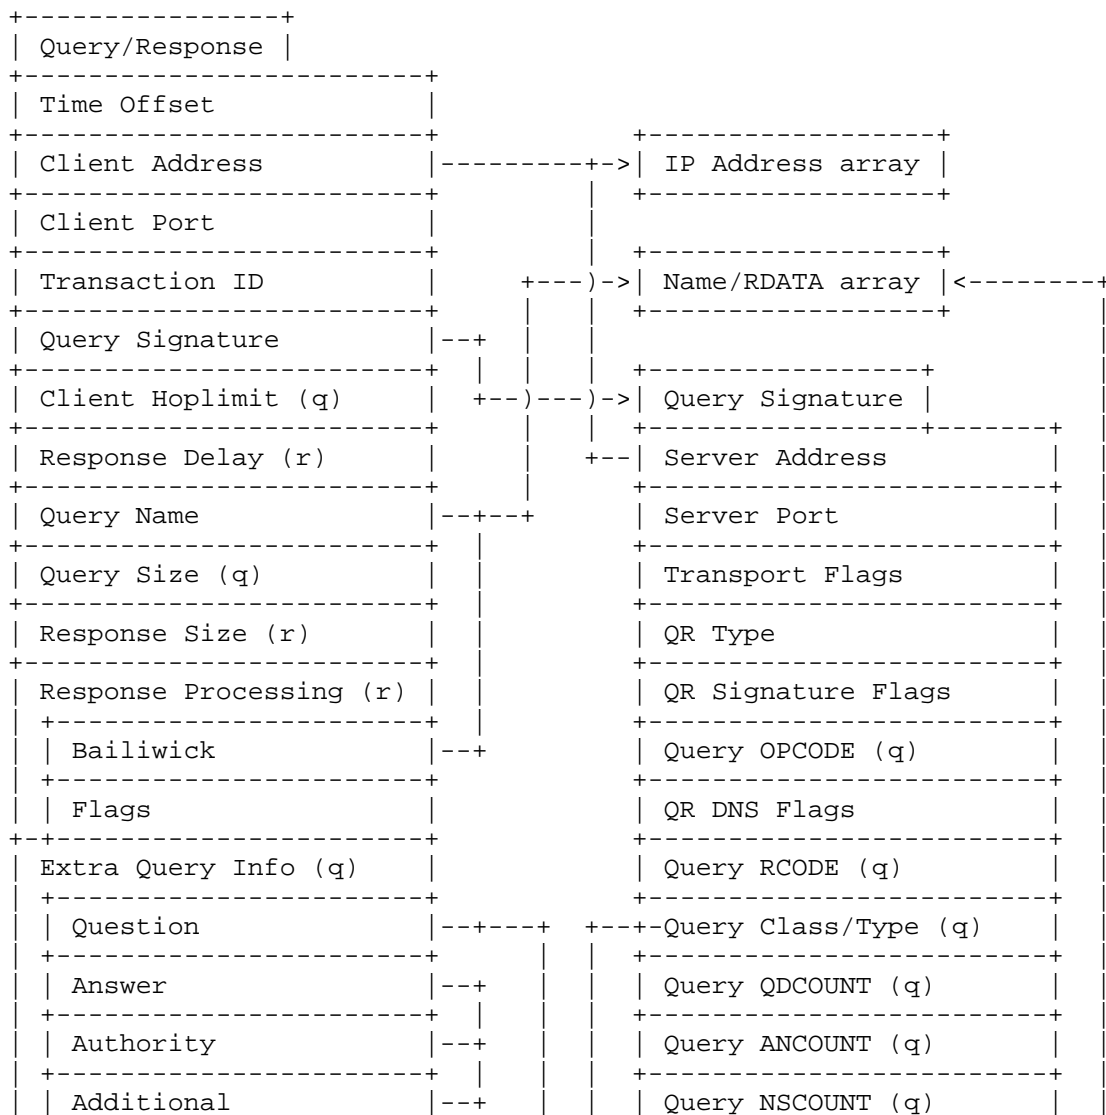 Query/Response
Time Offset
Client Address
IP Address array
Client Port
Transaction ID
Name/RDATA array
Query Signature
Client Hoplimit (q)
Query Signature
Response Delay (r)
Server Address
Query Name
Server Port
Query Size (q)
Transport Flags
Response Size (r)
QR Type
Response Processing (r)
QR Signature Flags
Bailiwick
Query OPCODE (q)
Flags
QR DNS Flags
Extra Query Info (q)
Query RCODE (q)
Question
Query Class/Type (q)
Answer
Query QDCOUNT (q)
Authority
Query ANCOUNT (q)
Additional
Query NSCOUNT (q)